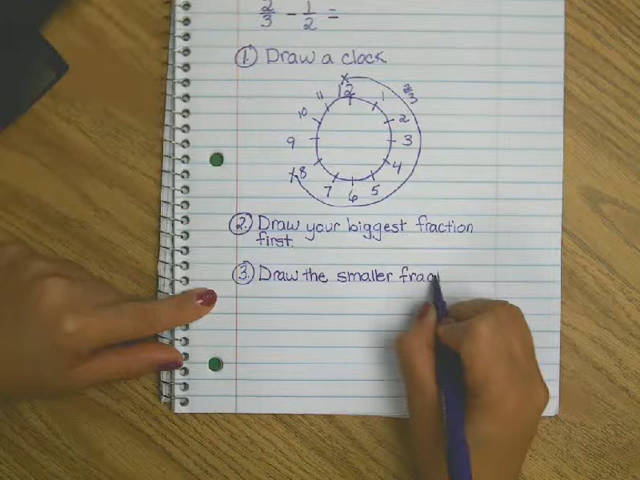 2/3 - 1/2 =
1. Draw a clock
12
11 1 2/3
10 2
9 3
8 4
7 6 5
2. Draw your biggest fraction
first.
3. Draw the smaller frac